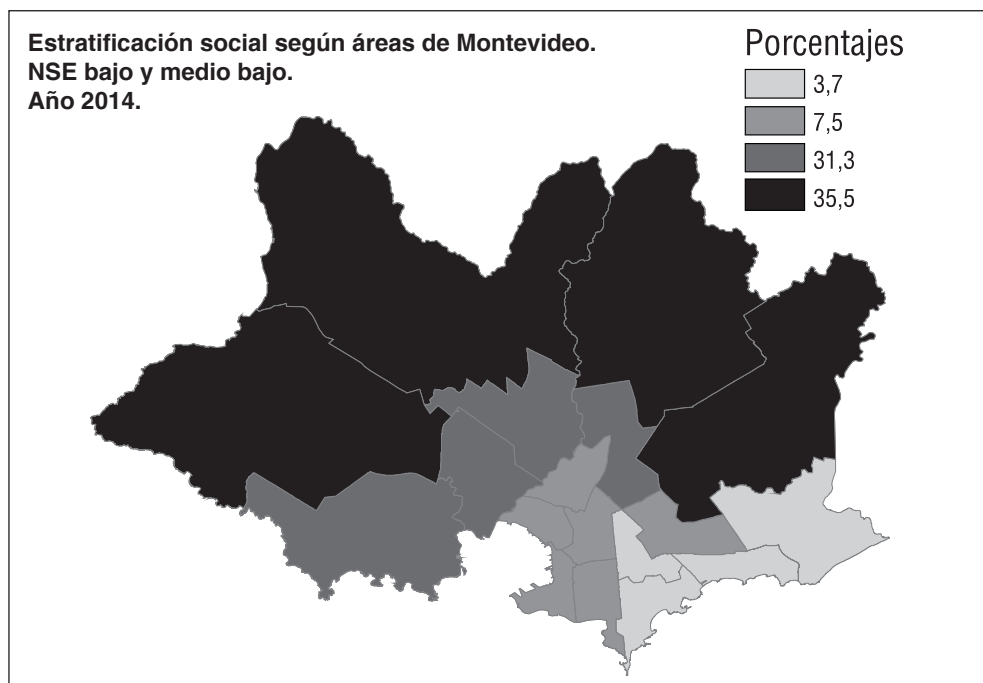 Estratificación social según áreas de Montevideo.
NSE bajo y medio bajo.
Año 2014.
Porcentajes
3,7
7,5
31,3
35,5